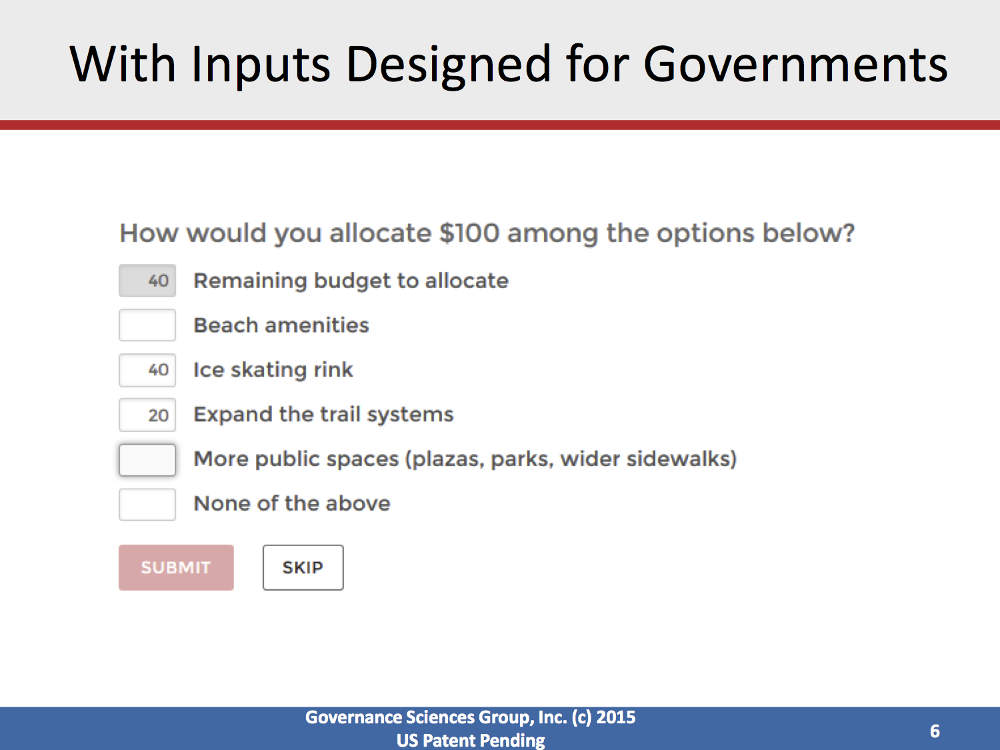 With Inputs Designed for Governments
How would you allocate $100 among the options below?
40 Remaining budget to allocate
Beach amenities
40 Ice skating rink
20 Expand the trail systems
More public spaces (plazas, parks, wider sidewalks)
None of the above
SUBMIT SKIP
Governance Sciences Group, Inc. (c) 2015
US Patent Pending
6